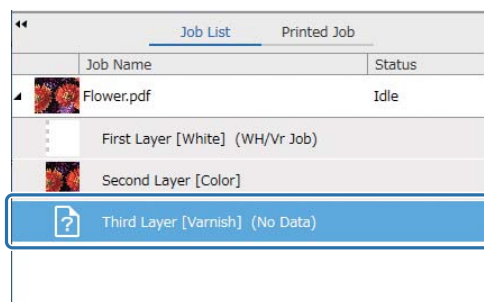 Job List Printed Job
Job Name Status
Flower.pdf Idle
First Layer [White] (WH/Vr Job)
Second Layer [Color]
Third Layer [Varnish] (No Data)